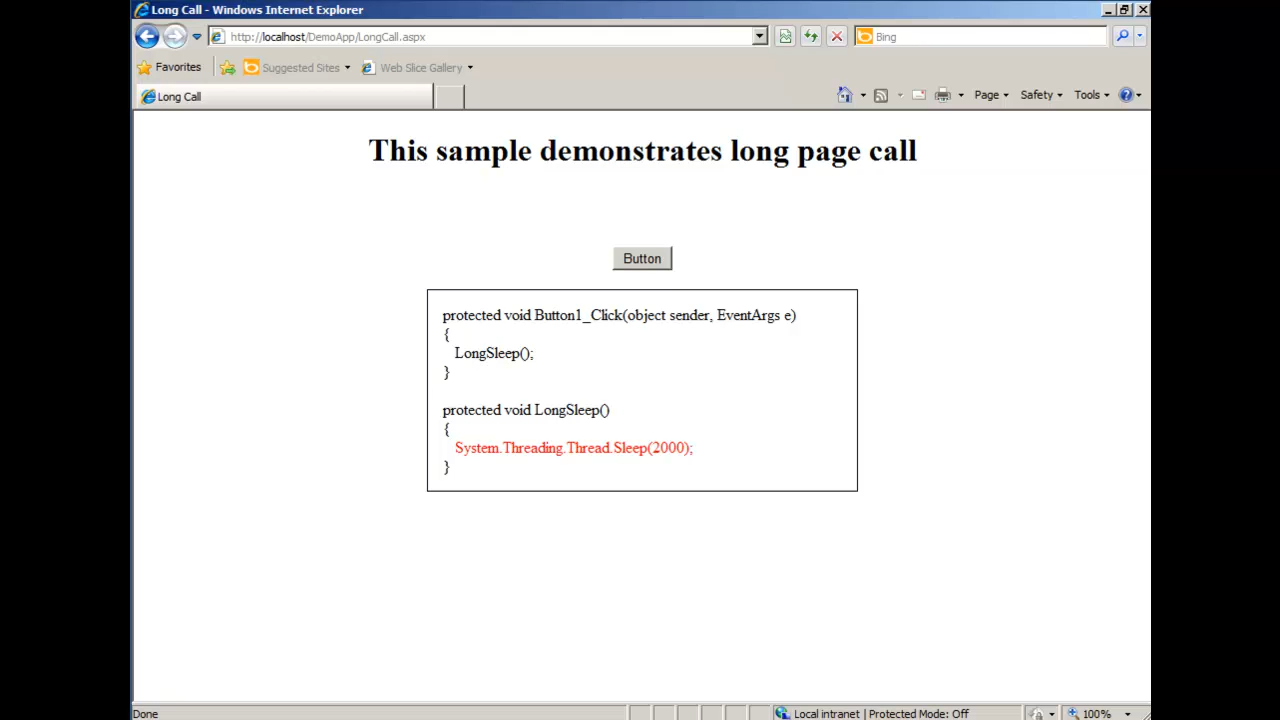 Long Call - Windows Internet Explorer
http://localhost/DemoApp/LongCall.aspx
Bing
Favorites Suggested Sites Web Slice Gallery
Long Call Page Safety Tools
This sample demonstrates long page call
Button
protected void Button1_Click(object sender, EventArgs e)
{
LongSleep();
}
protected void LongSleep()
{
System.Threading.Thread.Sleep(2000);
}
Done Local intranet | Protected Mode: Off 100%